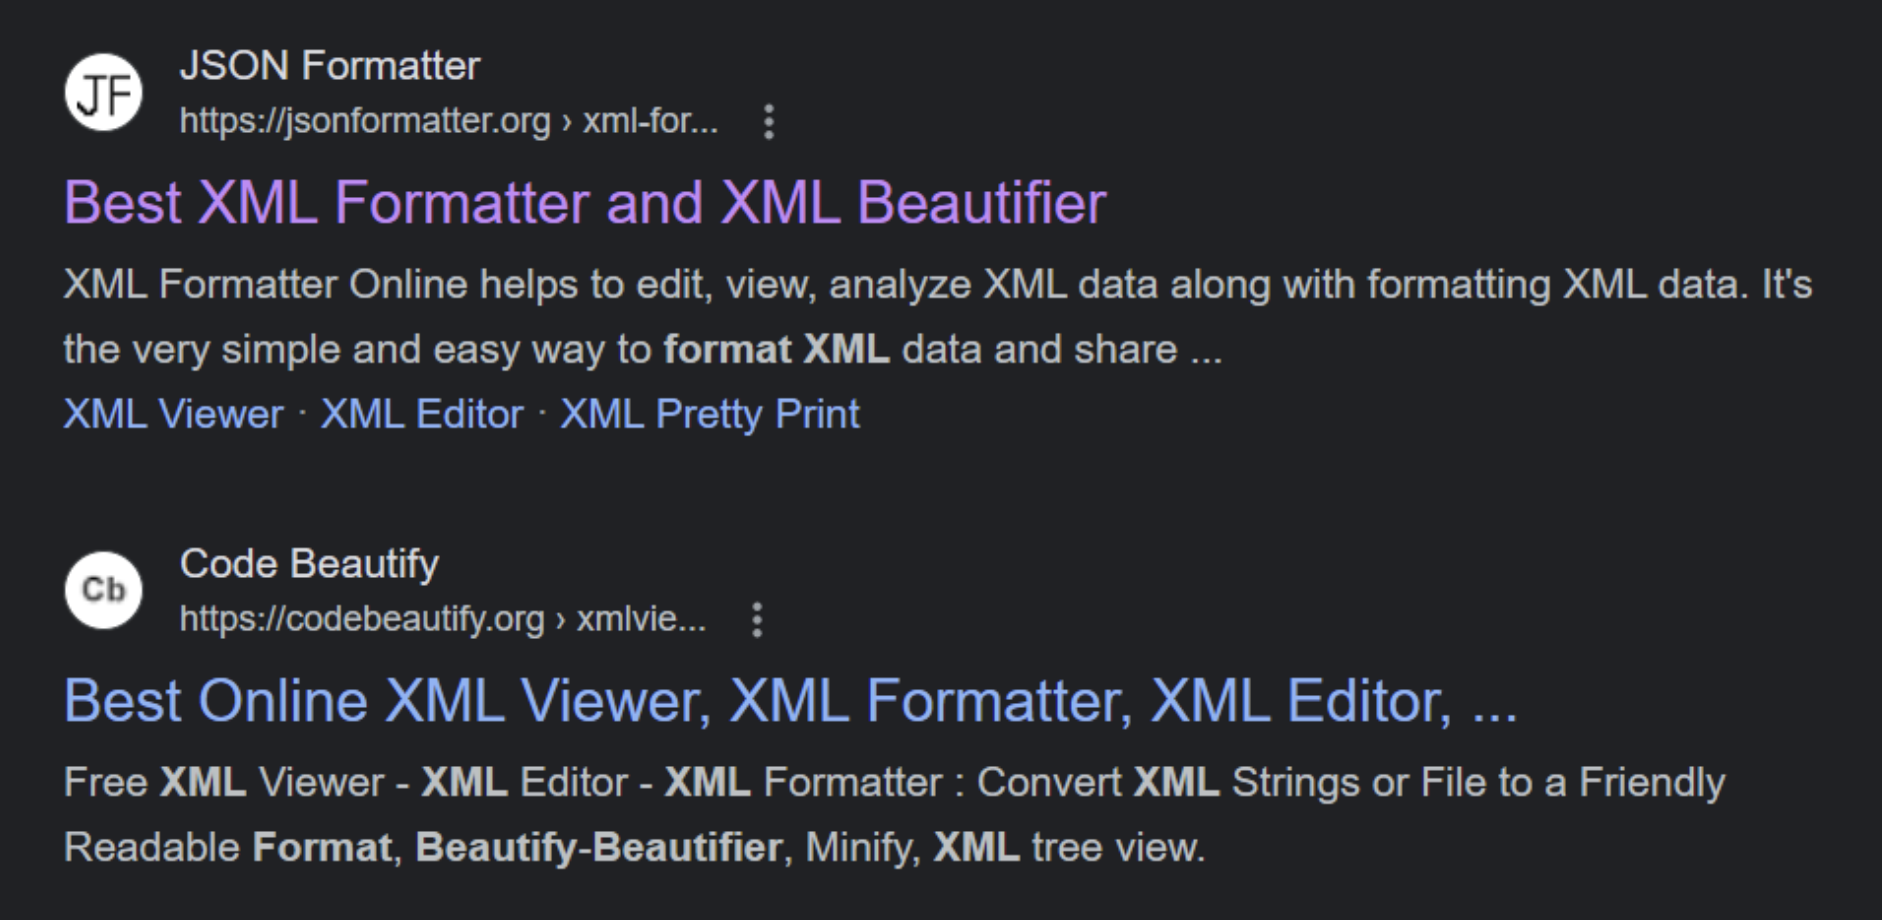 JF
JSON Formatter
https://jsonformatter.org › xml-for...
Best XML Formatter and XML Beautifier
XML Formatter Online helps to edit, view, analyze XML data along with formatting XML data. It's
the very simple and easy way to format XML data and share ...
XML Viewer · XML Editor · XML Pretty Print
Cb
Code Beautify
https://codebeautify.org › xmlvie...
Best Online XML Viewer, XML Formatter, XML Editor, ...
Free XML Viewer - XML Editor - XML Formatter : Convert XML Strings or File to a Friendly
Readable Format, Beautify-Beautifier, Minify, XML tree view.